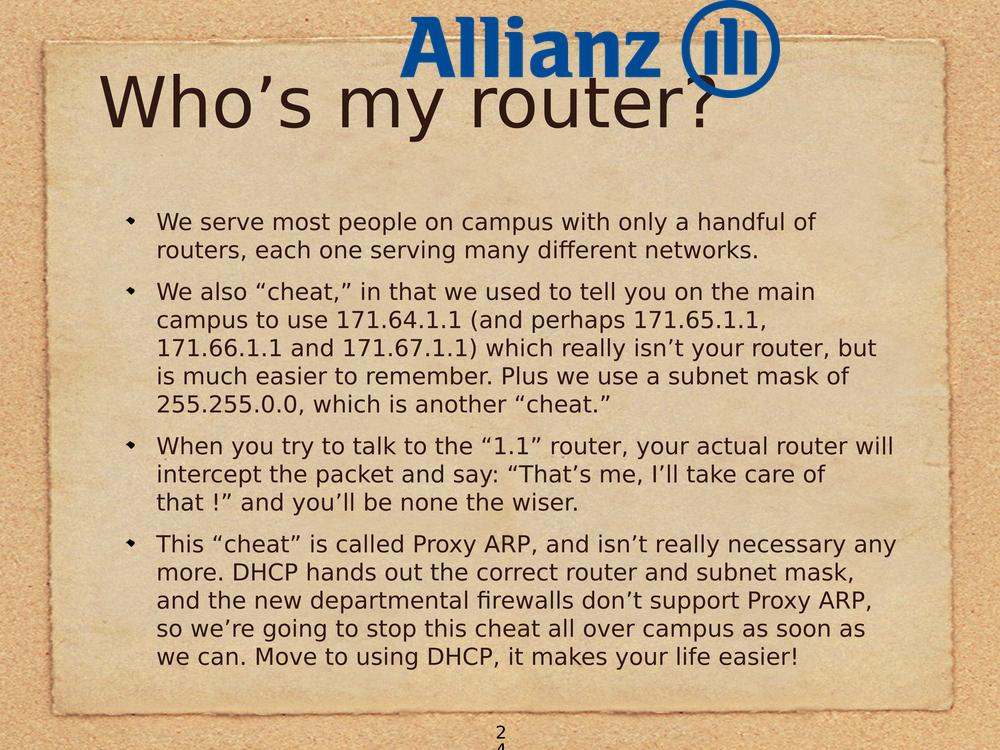 Allianz
Who’s my router?
We serve most people on campus with only a handful of
routers, each one serving many different networks.
We also “cheat,” in that we used to tell you on the main
campus to use 171.64.1.1 (and perhaps 171.65.1.1,
171.66.1.1 and 171.67.1.1) which really isn’t your router, but
is much easier to remember. Plus we use a subnet mask of
255.255.0.0, which is another “cheat.”
When you try to talk to the “1.1” router, your actual router will
intercept the packet and say: “That’s me, I’ll take care of
that !” and you’ll be none the wiser.
This “cheat” is called Proxy ARP, and isn’t really necessary any
more. DHCP hands out the correct router and subnet mask,
and the new departmental firewalls don’t support Proxy ARP,
so we’re going to stop this cheat all over campus as soon as
we can. Move to using DHCP, it makes your life easier!
2
4